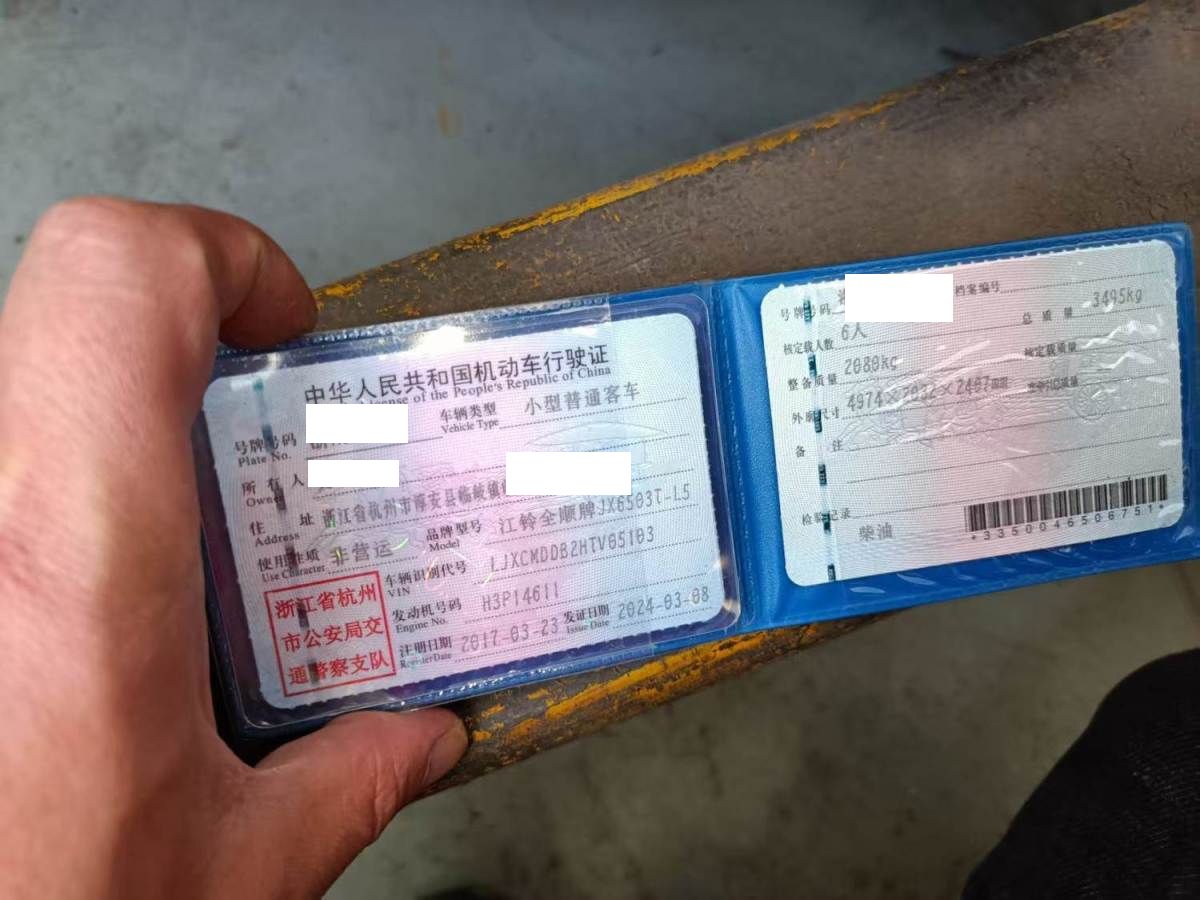 中华人民共和国机动车行驶证
License of the People's Republic of China
号牌号码
Plate No.
车辆类型 小型普通客车
Vehicle Type
所有人
Owner
住址 浙江省杭州市淳安县临岐镇
Address
使用性质 非营运
Use Character
品牌型号 江铃全顺牌JX6503T-L5
Model
车辆识别代号 LJXCMDDB2HTV05103
VIN
发动机号码 H3P14611
Engine No.
注册日期 2017-03-23
Register Date
发证日期 2024-03-08
Issue Date
浙江省杭州
市公安局交
通警察支队
号牌号码 档案编号
核定载人数 6人 总质量 3495kg
整备质量 2080kg 核定载质量
外廓尺寸 4974×2032×2407
备注
检验记录
柴油
*3350046506751*